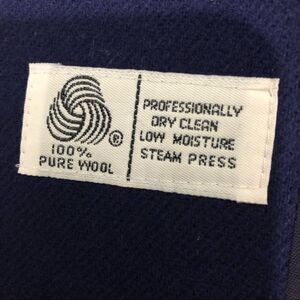 ®
100%
PURE WOOL
PROFESSIONALLY
DRY CLEAN
LOW MOISTURE
STEAM PRESS